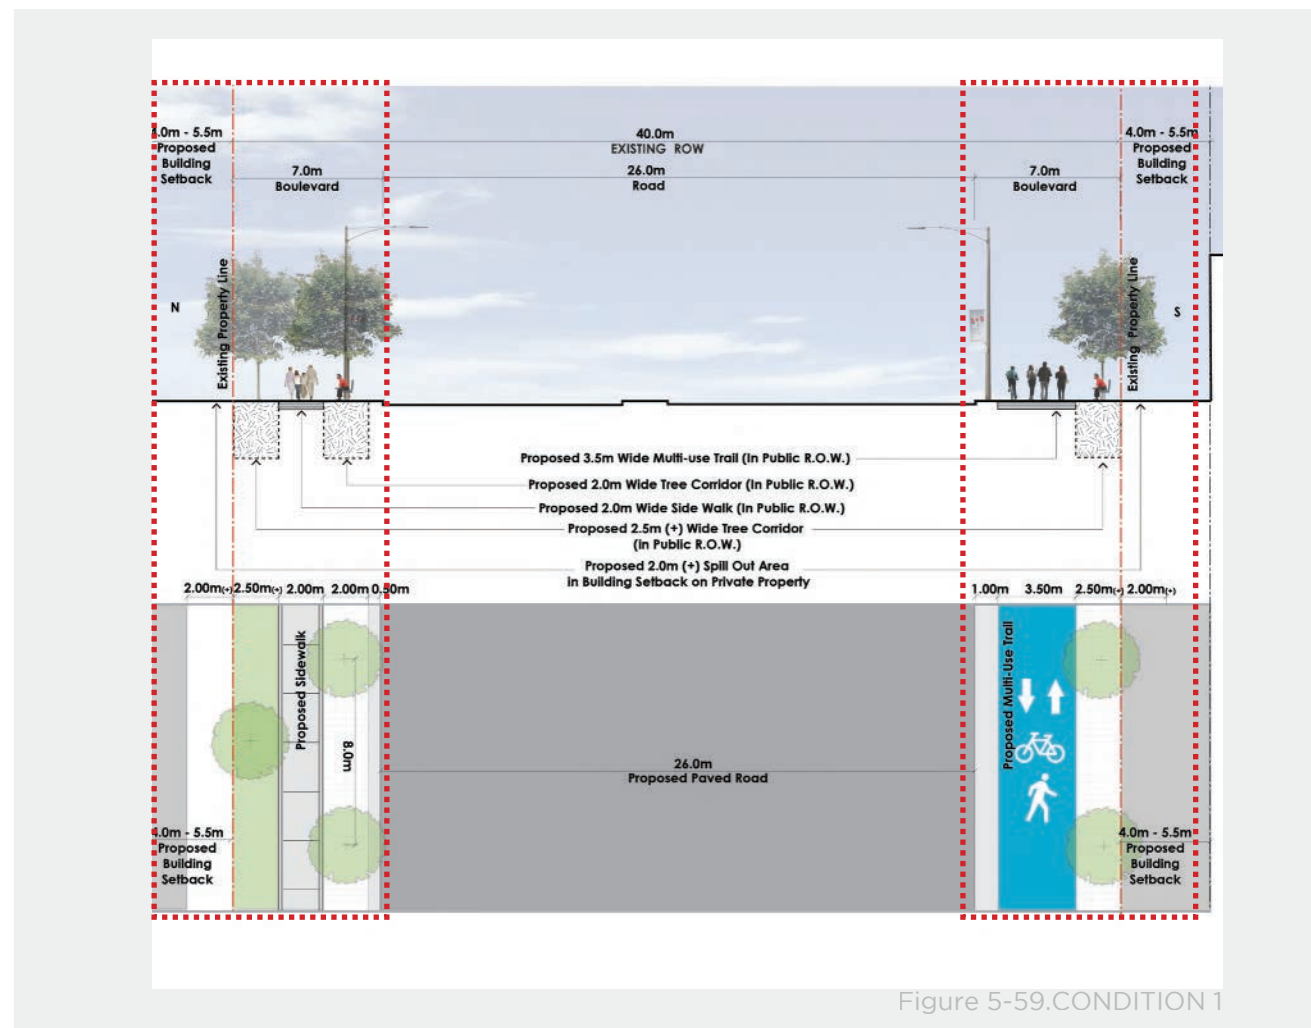 4.0m - 5.5m
Proposed
Building
Setback
7.0m
Boulevard
40.0m
EXISTING ROW
26.0m
Road
7.0m
Boulevard
4.0m - 5.5m
Proposed
Building
Setback
N
Existing Property Line
Existing Property Line
S
Proposed 3.5m Wide Multi-use Trail (In Public R.O.W.)
Proposed 2.0m Wide Tree Corridor (In Public R.O.W.)
Proposed 2.0m Wide Side Walk (In Public R.O.W.)
Proposed 2.5m (+) Wide Tree Corridor
(in Public R.O.W.)
Proposed 2.0m (+) Spill Out Area
in Building Setback on Private Property
2.00m(+) 2.50m(+) 2.00m 2.00m 0.50m
1.00m 3.50m 2.50m(+) 2.00m(+)
Proposed Sidewalk
8.0m
26.0m
Proposed Paved Road
Proposed Multi-Use Trail
4.0m - 5.5m
Proposed
Building
Setback
4.0m - 5.5m
Proposed
Building
Setback
Figure 5-59.CONDITION 1